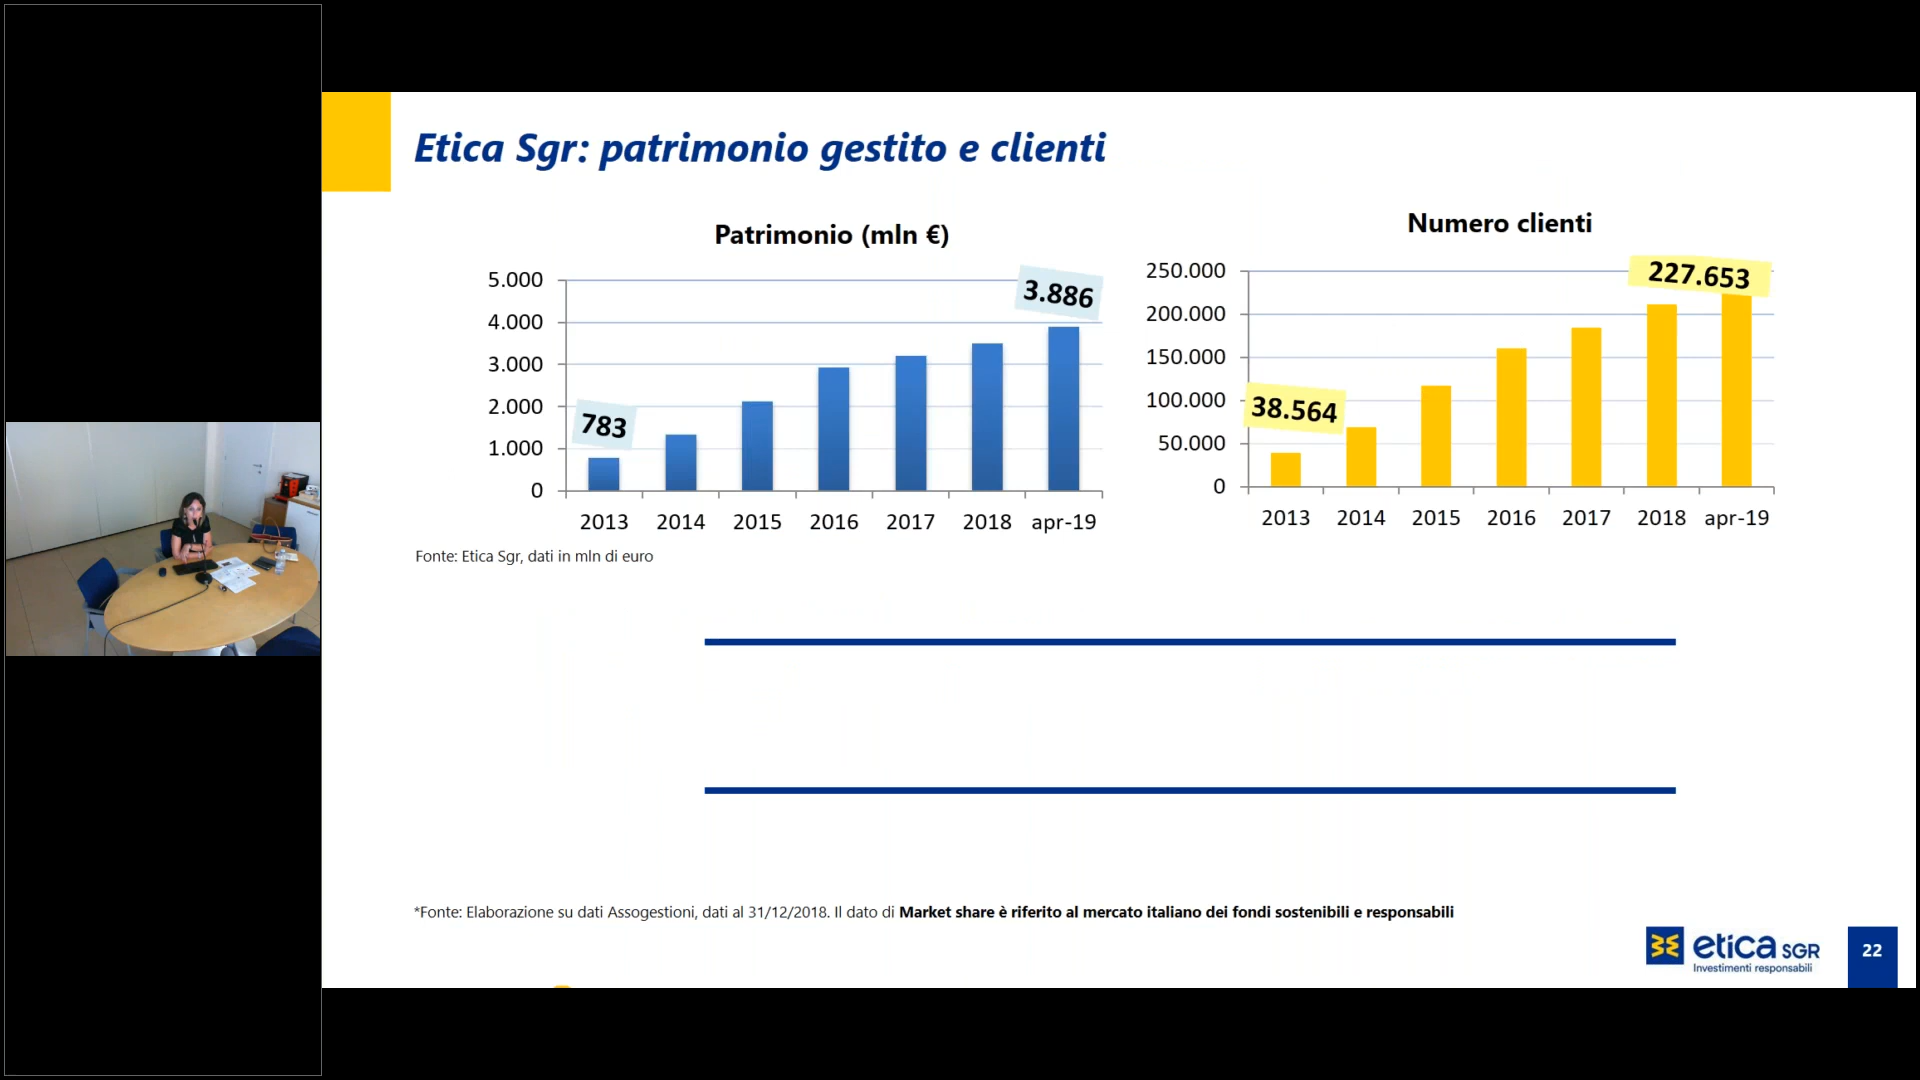 Etica Sgr: patrimonio gestito e clienti
Patrimonio (mln €)
5.000
4.000
3.000
2.000
1.000
0
783
3.886
2013 2014 2015 2016 2017 2018 apr-19
Fonte: Etica Sgr, dati in mln di euro
Numero clienti
250.000
200.000
150.000
100.000
50.000
0
38.564
227.653
2013 2014 2015 2016 2017 2018 apr-19
*Fonte: Elaborazione su dati Assogestioni, dati al 31/12/2018. Il dato di Market share è riferito al mercato italiano dei fondi sostenibili e responsabili
etica SGR
Investimenti responsabili
22